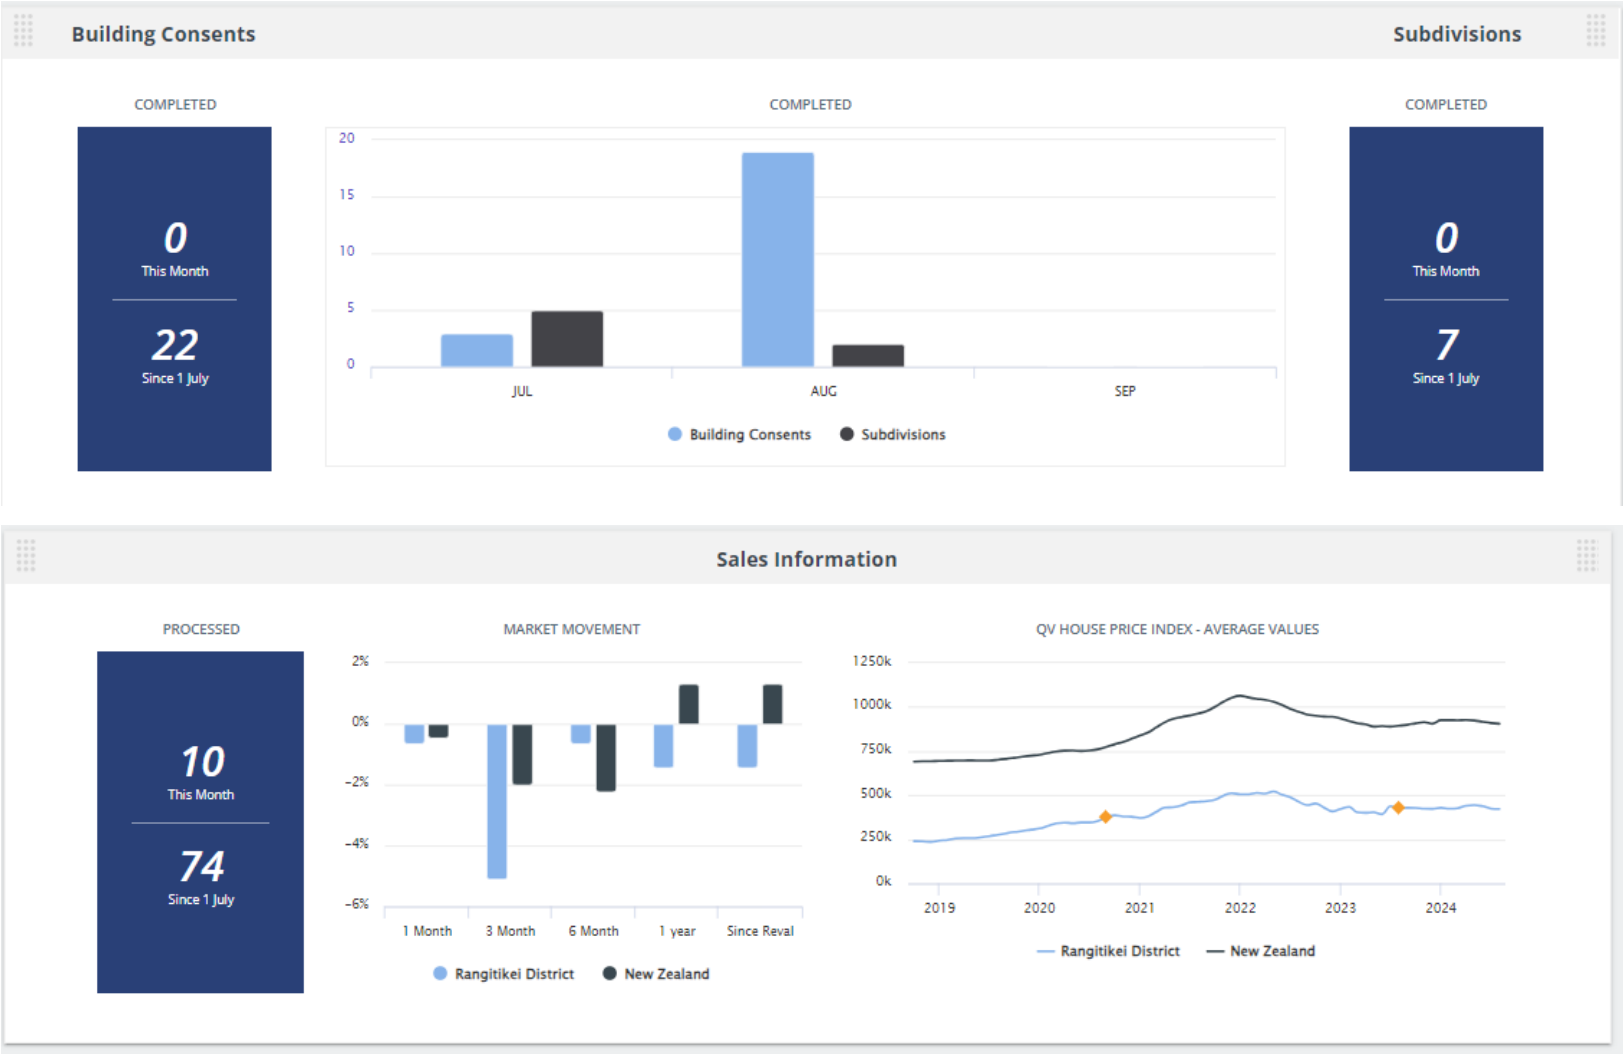 Building Consents
Subdivisions
COMPLETED
COMPLETED
COMPLETED
0
This Month
22
Since 1 July
20
15
10
5
0
JUL
AUG
SEP
Building Consents
Subdivisions
0
This Month
7
Since 1 July
Sales Information
PROCESSED
10
This Month
74
Since 1 July
MARKET MOVEMENT
2%
0%
-2%
-4%
-6%
1 Month
3 Month
6 Month
1 year
Since Reval
Rangitikei District
New Zealand
QV HOUSE PRICE INDEX - AVERAGE VALUES
1250k
1000k
750k
500k
250k
0k
2019
2020
2021
2022
2023
2024
Rangitikei District
New Zealand